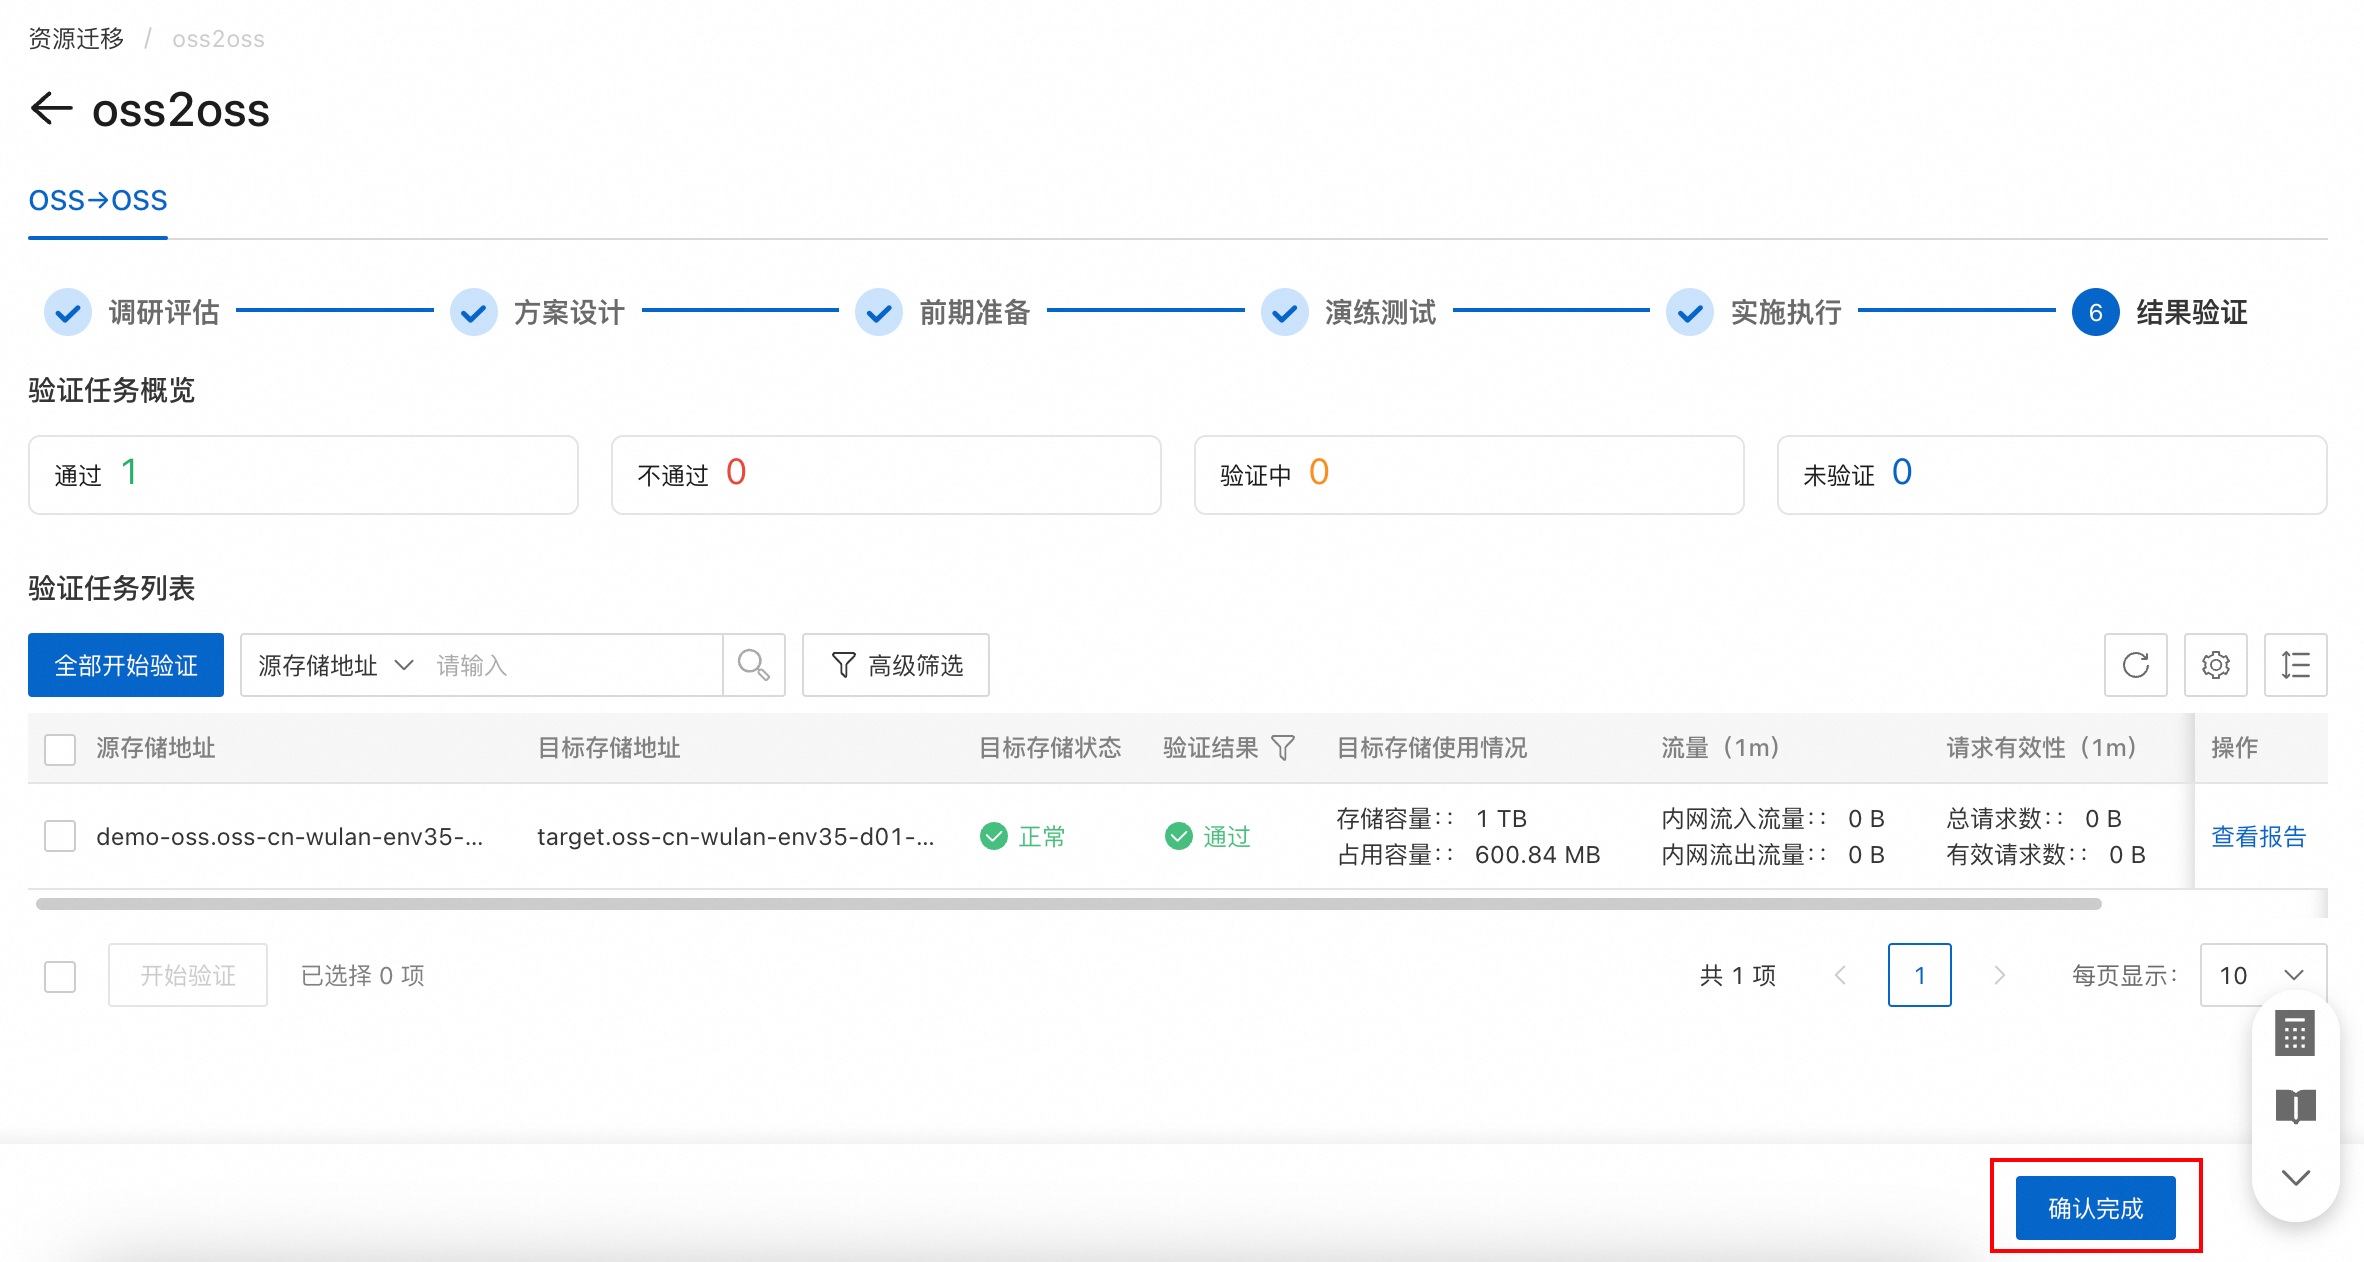 资源迁移 / oss2oss
oss2oss
OSS→OSS
调研评估
方案设计
前期准备
演练测试
实施执行
6 结果验证
验证任务概览
通过 1
不通过 0
验证中 0
未验证 0
验证任务列表
全部开始验证 源存储地址 请输入 高级筛选
源存储地址 目标存储地址 目标存储状态 验证结果 目标存储使用情况 流量（1m） 请求有效性（1m） 操作
demo-oss.oss-cn-wulan-env35-... target.oss-cn-wulan-env35-d01-... 正常 通过
存储容量:： 1 TB
占用容量:： 600.84 MB
内网流入流量:： 0 B
内网流出流量:： 0 B
总请求数:： 0 B
有效请求数:： 0 B
查看报告
开始验证 已选择 0 项 共 1 项 1 每页显示: 10
确认完成